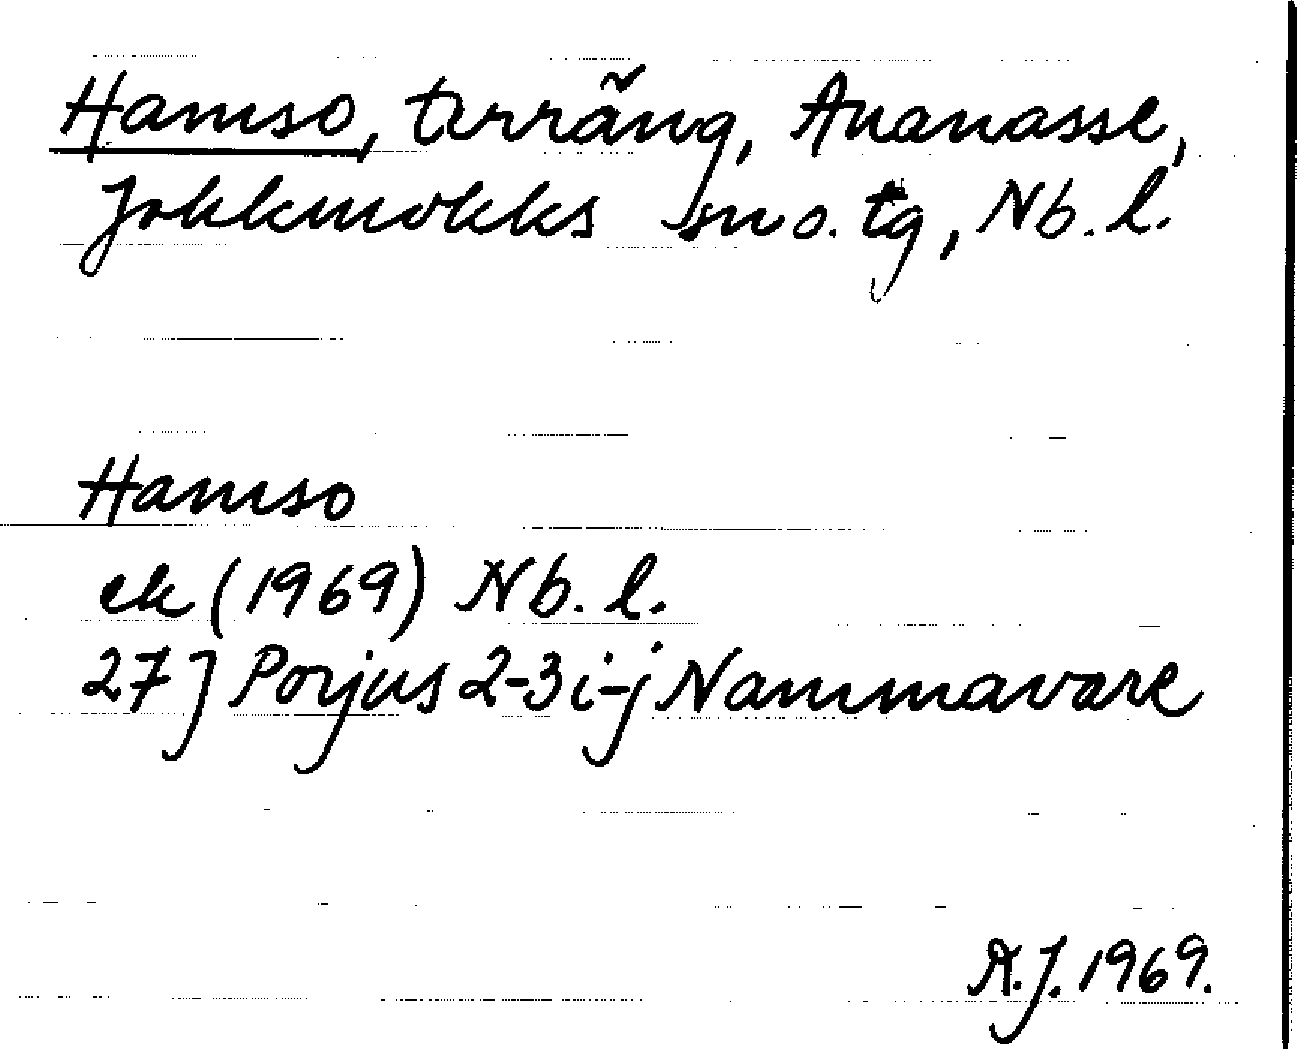 Hamso, terräng, Ananasse,
Jokkmokks sn o. tg, Nb. l.
Hamso
ek (1969) Nb. l.
27 J Porjus 2-3 i-j Nammavare
A.J. 1969.